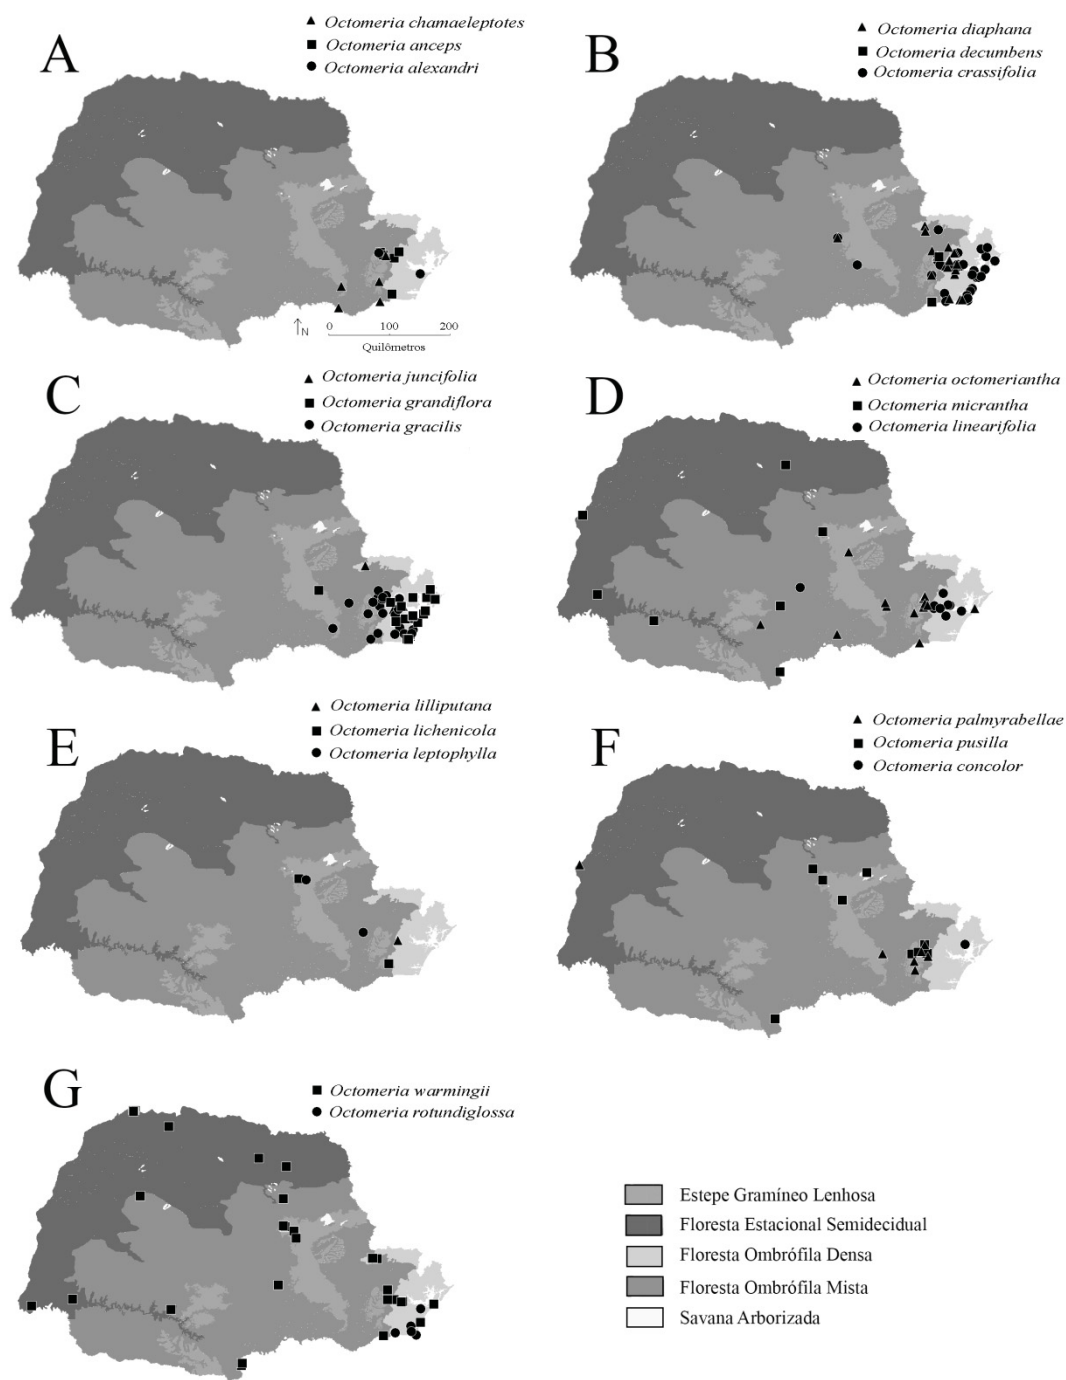 A
Octomeria chamaeleptotes
Octomeria anceps
Octomeria alexandri
N
0 100 200
Quilômetros
B
Octomeria diaphana
Octomeria decumbens
Octomeria crassifolia
C
Octomeria juncifolia
Octomeria grandiflora
Octomeria gracilis
D
Octomeria octomeriantha
Octomeria micrantha
Octomeria linearifolia
E
Octomeria lilliputana
Octomeria lichenicola
Octomeria leptophylla
F
Octomeria palmyrabellae
Octomeria pusilla
Octomeria concolor
G
Octomeria warmingii
Octomeria rotundiglossa
Estepe Gramíneo Lenhosa
Floresta Estacional Semidecidual
Floresta Ombrófila Densa
Floresta Ombrófila Mista
Savana Arborizada